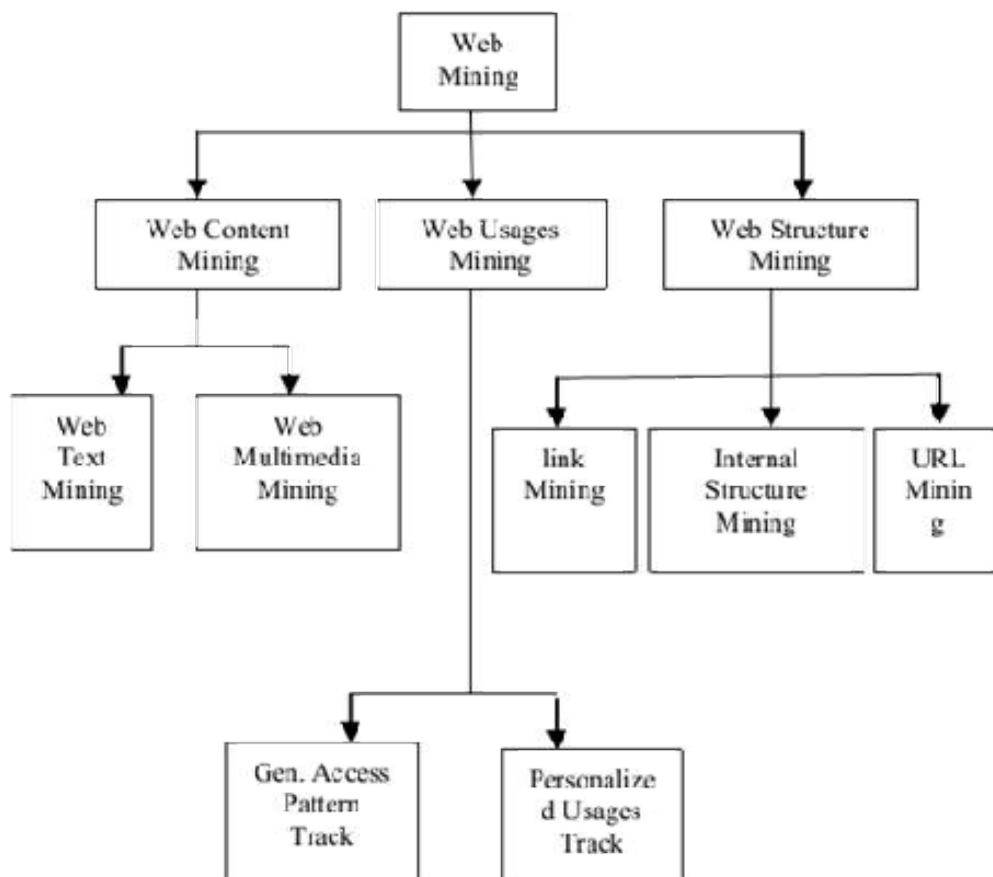 Web
Mining
Web Content
Mining
Web Usages
Mining
Web Structure
Mining
Web
Text
Mining
Web
Multimedia
Mining
link
Mining
Internal
Structure
Mining
URL
Minin
g
Gen. Access
Pattern
Track
Personalize
d Usages
Track